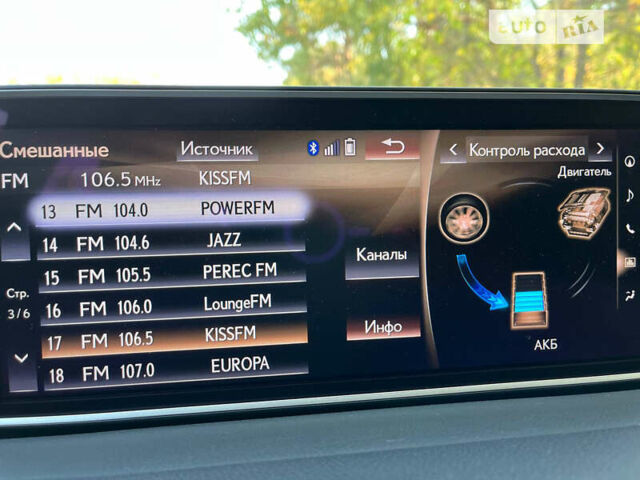 auto RIA
Смешанные Источник
FM 106.5 MHz KISSFM
13 FM 104.0 POWERFM
14 FM 104.6 JAZZ
15 FM 105.5 PEREC FM
16 FM 106.0 LoungeFM
17 FM 106.5 KISSFM
18 FM 107.0 EUROPA
Стр.
3/6
Каналы
Инфо
< Контроль расхода >
Двигатель
АКБ